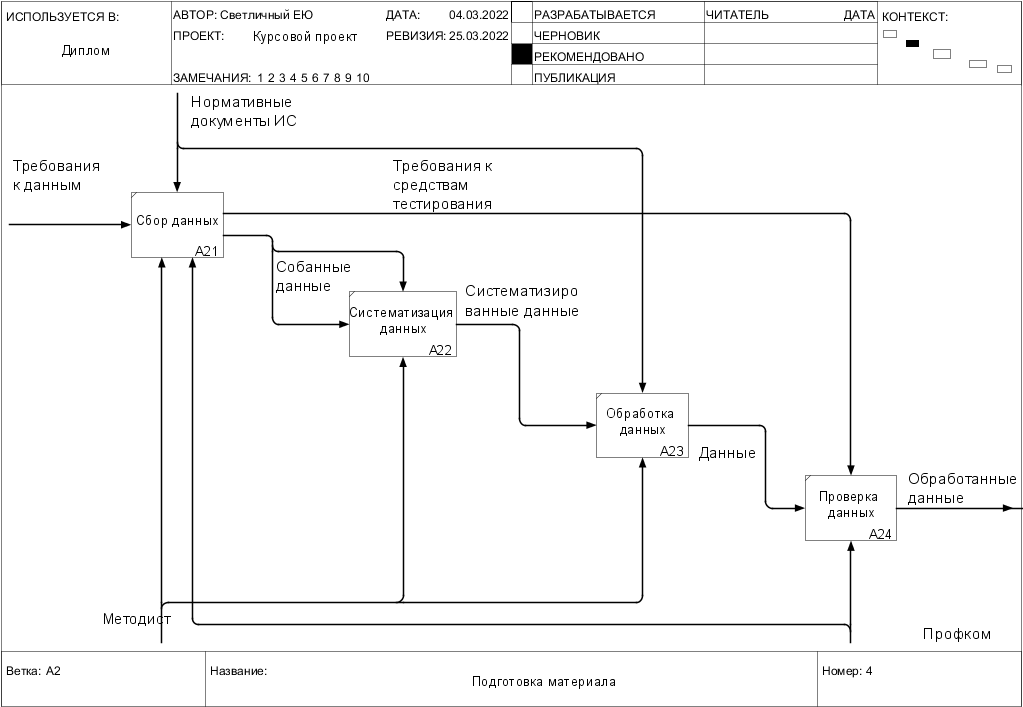 ИСПОЛЬЗУЕТСЯ В:
Диплом
АВТОР: Светличный ЕЮ
ДАТА: 04.03.2022
ПРОЕКТ: Курсовой проект
РЕВИЗИЯ: 25.03.2022
ЗАМЕЧАНИЯ: 1 2 3 4 5 6 7 8 9 10
РАЗРАБАТЫВАЕТСЯ
ЧЕРНОВИК
РЕКОМЕНДОВАНО
ПУБЛИКАЦИЯ
ЧИТАТЕЛЬ
ДАТА
КОНТЕКСТ:
Нормативные
документы ИС
Требования
к данным
Требования к
средствам
тестирования
Сбор данных
A21
Собанные
данные
Систематизация
данных
A22
Систематизиро
ванные данные
Обработка
данных
A23
Данные
Проверка
данных
A24
Обработанные
данные
Методист
Профком
Ветка: A2
Название:
Подготовка материала
Номер: 4